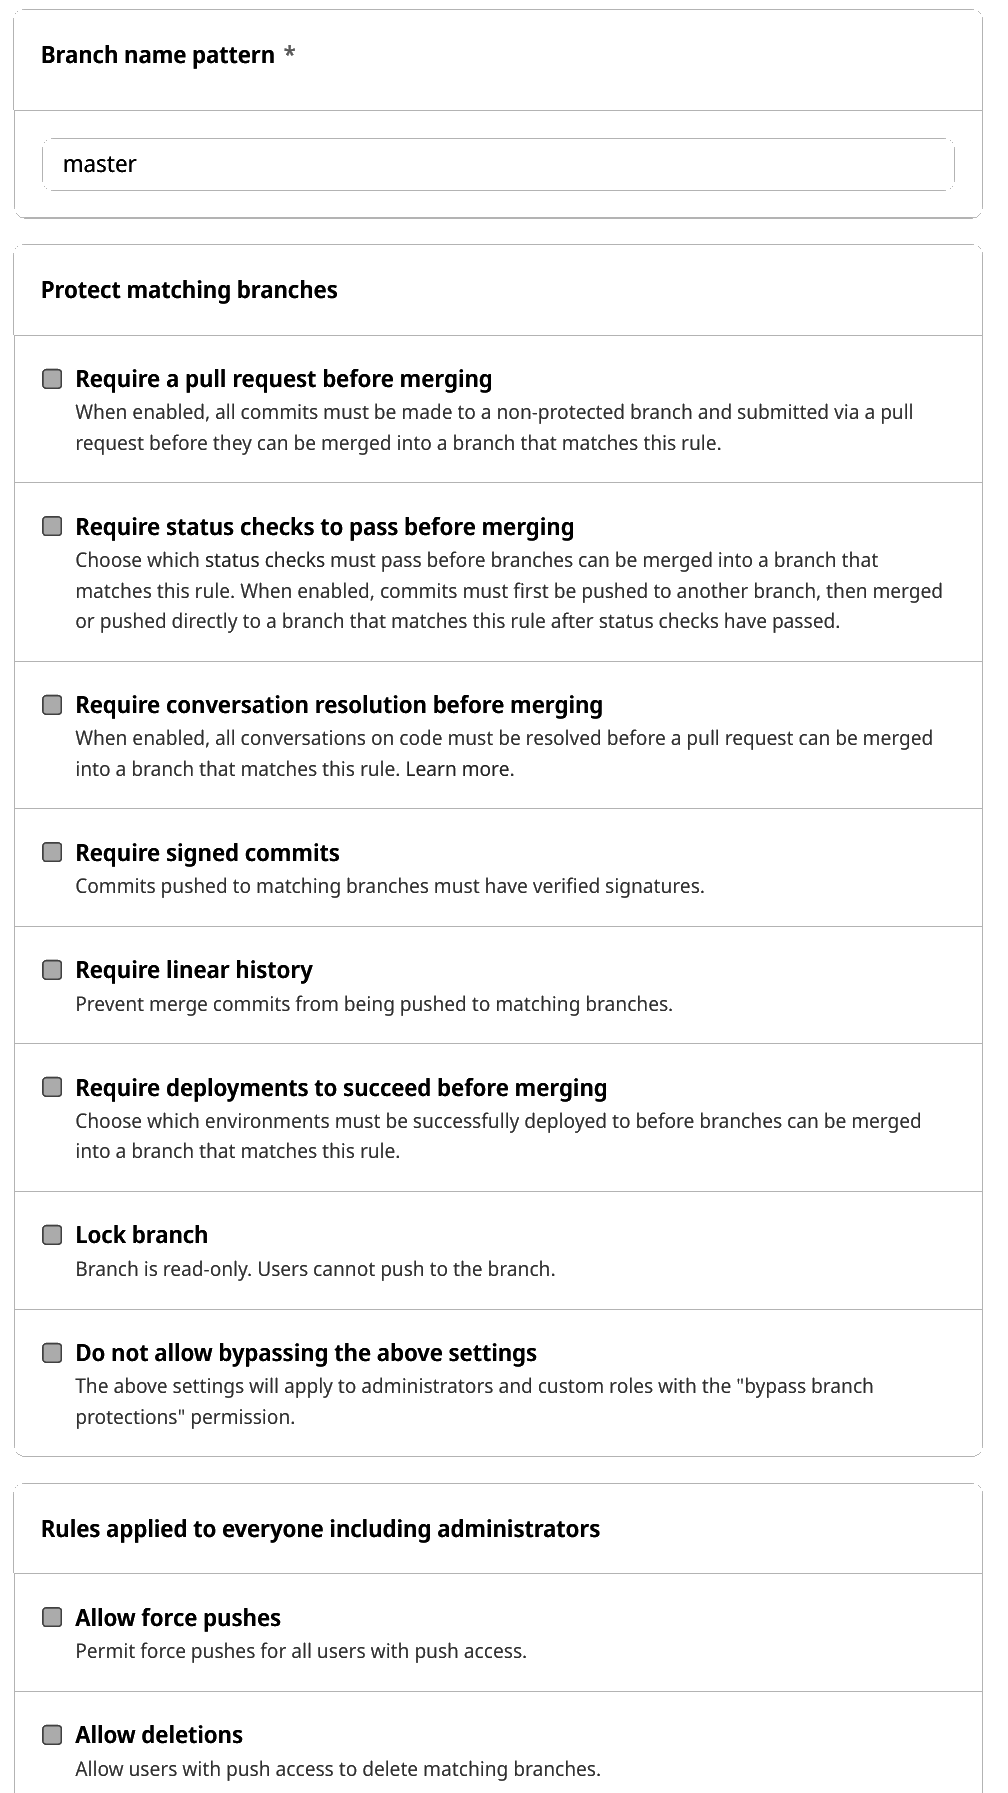 Branch name pattern *
master
Protect matching branches
Require a pull request before merging
When enabled, all commits must be made to a non-protected branch and submitted via a pull
request before they can be merged into a branch that matches this rule.
Require status checks to pass before merging
Choose which status checks must pass before branches can be merged into a branch that
matches this rule. When enabled, commits must first be pushed to another branch, then merged
or pushed directly to a branch that matches this rule after status checks have passed.
Require conversation resolution before merging
When enabled, all conversations on code must be resolved before a pull request can be merged
into a branch that matches this rule. Learn more.
Require signed commits
Commits pushed to matching branches must have verified signatures.
Require linear history
Prevent merge commits from being pushed to matching branches.
Require deployments to succeed before merging
Choose which environments must be successfully deployed to before branches can be merged
into a branch that matches this rule.
Lock branch
Branch is read-only. Users cannot push to the branch.
Do not allow bypassing the above settings
The above settings will apply to administrators and custom roles with the "bypass branch
protections" permission.
Rules applied to everyone including administrators
Allow force pushes
Permit force pushes for all users with push access.
Allow deletions
Allow users with push access to delete matching branches.